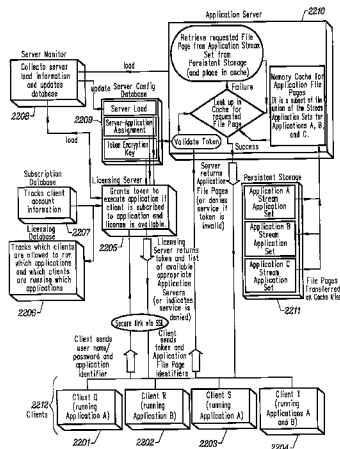 Application Server
2210
Retrieve requested File
Page from Application Stream
Set from
Persistent Storage
(and place in cache)
Server Monitor
Collects server
load information and
updates database
2208
load
load
update Server Config
Database
Server Load
2209
Server-Application
Assignment
Token Encryption
Key
Failure
Look up in
Cache for
requested File
Page
Memory Cache for
Application File
Pages
It is a subset of the
union of the Stream
Application Sets for
Applications A, B,
and C.
Validate Token
Success
Server
returns
Application
File Pages
(or denies
service if
token is
invalid)
Persistent Storage
Application A
Stream
Application
Set
Application B
Stream
Application
Set
Application C
Stream
Application
Set
2211
File Pages
Transferred
on Cache Miss
Subscription
Database
Tracks client
account
information
2207
Licensing Server
Grants token to
execute application if
client is subscribed to
application and
license is available.
2205
Licensing
Database
Tracks which clients
are allowed to run
which applications
and which clients
are running which
applications
2206
Licensing
Server returns
token and list of
available
appropriate
Application
Servers
(or indicates
service is
denied)
Secure link via SSL
Client sends
user name/
password and
application
identifier
Client
sends
token and
Application
File Page
identifiers
2212
Clients
Client Q
(running
Application A)
2201
Client R
(running
Application B)
2202
Client S
(running
Application A)
2203
Client T
(running
Applications A
and B)
2204